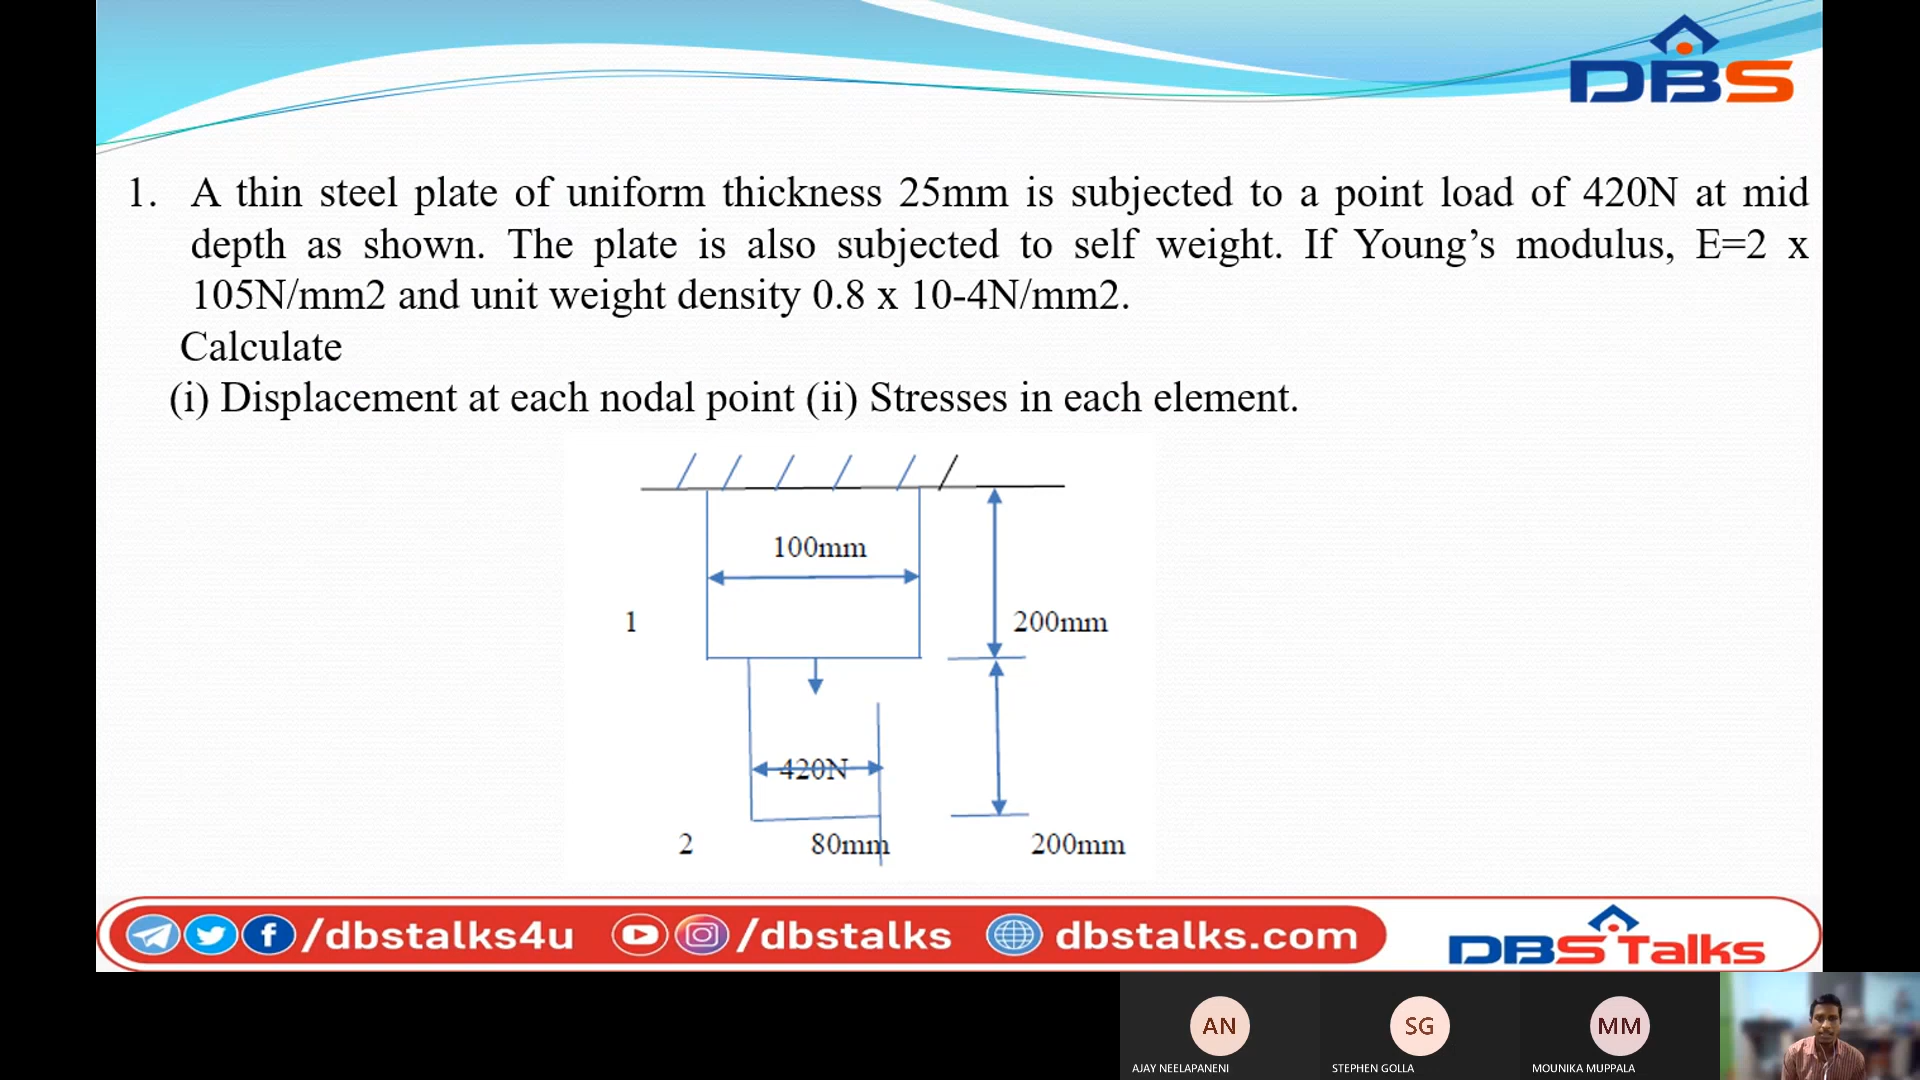 DBS
1. A thin steel plate of uniform thickness 25mm is subjected to a point load of 420N at mid
depth as shown. The plate is also subjected to self weight. If Young’s modulus, E=2 x
105N/mm2 and unit weight density 0.8 x 10-4N/mm2.
Calculate
(i) Displacement at each nodal point (ii) Stresses in each element.
100mm
1
200mm
420N
2
80mm
200mm
f /dbstalks4u /dbstalks dbstalks.com
DBS Talks
AN
SG
MM
AJAY NEELAPANENI
STEPHEN GOLLA
MOUNIKA MUPPALA